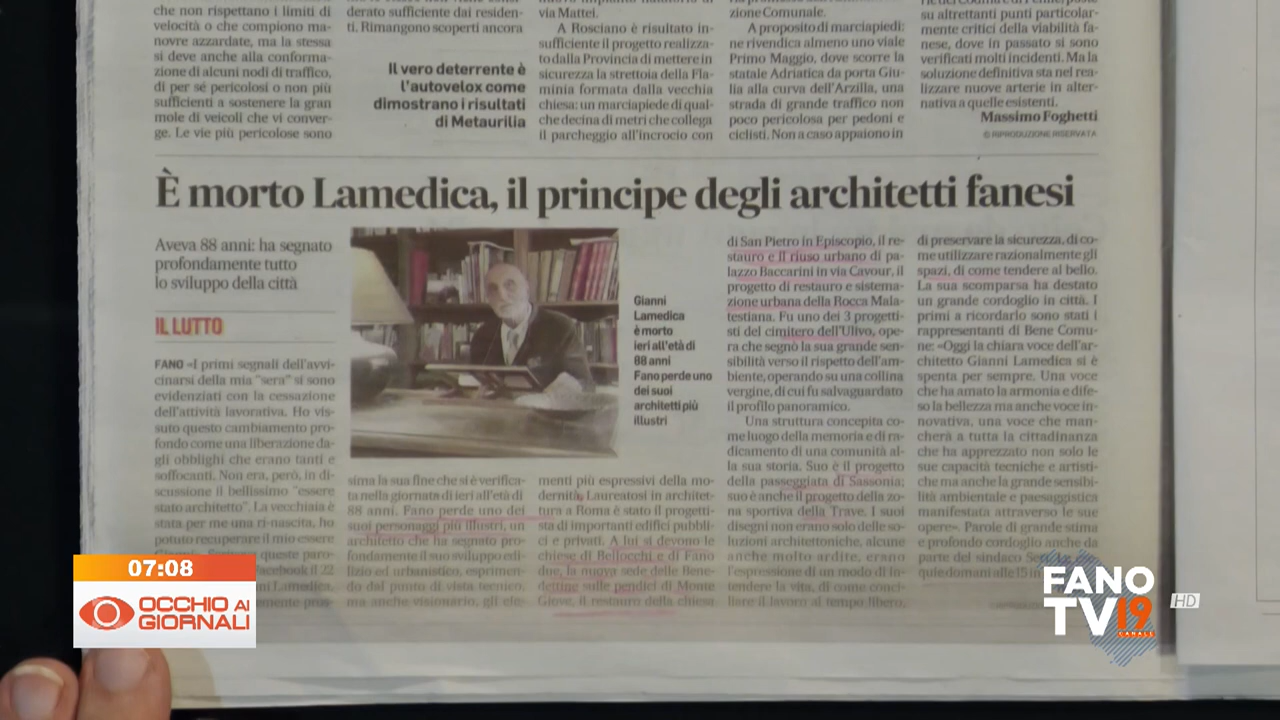 che non rispettano i limiti di
velocità o che compiono ma-
novre azzardate, ma la stessa
si deve anche alla conforma-
zione di alcuni nodi di traffico,
di per sé pericolosi o non più
sufficienti a sostenere la gran
mole di veicoli che vi conver-
ge. Le vie più pericolose sono
derato sufficiente dai residen-
ti. Rimangono scoperti ancora
Il vero deterrente è
l'autovelox come
dimostrano i risultati
di Metaurilia
via Mattei.
A Rosciano è risultato in-
sufficiente il progetto realizza-
to dalla Provincia di mettere in
sicurezza la strettoia della Fla-
minia formata dalla vecchia
chiesa: un marciapiede di qual-
che decina di metri che collega
il parcheggio all'incrocio con
zione Comunale.
A proposito di marciapiedi:
ne rivendica almeno uno viale
Primo Maggio, dove scorre la
statale Adriatica da porta Giu-
lia alla curva dell'Arzilla, una
strada di grande traffico non
poco pericolosa per pedoni e
ciclisti. Non a caso appaiono in
su altrettanti punti particolar-
mente critici della viabilità fa-
nese, dove in passato si sono
verificati molti incidenti. Ma la
soluzione definitiva sta nel rea-
lizzare nuove arterie in alter-
nativa a quelle esistenti.
Massimo Foghetti
© RIPRODUZIONE RISERVATA
È morto Lamedica, il principe degli architetti fanesi
Aveva 88 anni: ha segnato
profondamente tutto
lo sviluppo della città
IL LUTTO
FANO «I primi segnali dell'avvi-
cinarsi della mia "sera" si sono
evidenziati con la cessazione
dell'attività lavorativa. Ho vis-
suto questo cambiamento pro-
fondo come una liberazione da-
gli obblighi che erano tanti e
soffocanti. Non era, però, in di-
scussione il bellissimo "essere
stato architetto". La vecchiaia è
stata per me una ri-nascita, ho
potuto recuperare il mio essere
queste paro-
Facebook il 22
Lamedica,
Gianni
Lamedica
è morto
ieri all'età di
88 anni
Fano perde uno
dei suoi
architetti più
illustri
sima la sua fine che si è verifica-
ta nella giornata di ieri all'età di
88 anni. Fano perde uno dei
suoi personaggi più illustri, un
architetto che ha segnato pro-
fondamente il suo sviluppo edi-
lizio ed urbanistico, esprimen-
do dal punto di vista tecnico,
ma anche visionario, gli ele-
menti più espressivi della mo-
dernità. Laureatosi in architet-
tura a Roma è stato il progetti-
sta di importanti edifici pubbli-
ci e privati. A lui si devono le
chiese di Bellocchi e di Fano
due, la nuova sede delle Bene-
dettine sulle pendici di Monte
Giove, il restauro della chiesa
di San Pietro in Episcopio, il re-
stauro e il riuso urbano di pa-
lazzo Baccarini in via Cavour, il
progetto di restauro e sistema-
zione urbana della Rocca Mala-
testiana. Fu uno dei 3 progetti-
sti del cimitero dell'Ulivo, ope-
ra che segnò la sua grande sen-
sibilità verso il rispetto dell'am-
biente, operando su una collina
vergine, di cui fu salvaguardato
il profilo panoramico.
Una struttura concepita co-
me luogo della memoria e di ra-
dicamento di una comunità al-
la sua storia. Suo è il progetto
della passeggiata di Sassonia;
suo è anche il progetto della zo-
na sportiva della Trave. I suoi
disegni non erano solo delle so-
luzioni architettoniche, alcune
anche molto ardite, erano
l'espressione di un modo di in-
tendere la vita, di come conci-
liare il lavoro al tempo libero,
di preservare la sicurezza, di co-
me utilizzare razionalmente gli
spazi, di come tendere al bello.
La sua scomparsa ha destato
un grande cordoglio in città. I
primi a ricordarlo sono stati i
rappresentanti di Bene Comu-
ne: «Oggi la chiara voce dell'ar-
chitetto Gianni Lamedica si è
spenta per sempre. Una voce
che ha amato la armonia e dife-
so la bellezza ma anche voce in-
novativa, una voce che man-
cherà a tutta la cittadinanza
che ha apprezzato non solo le
sue capacità tecniche e artisti-
che ma anche la grande sensibi-
lità ambientale e paesaggistica
manifestata attraverso le sue
opere». Parole di grande stima
e profondo cordoglio anche da
parte del sindaco
domani alle 15
07:08
OCCHIO AI
GIORNALI
FANO
TV19
CANALE
HD